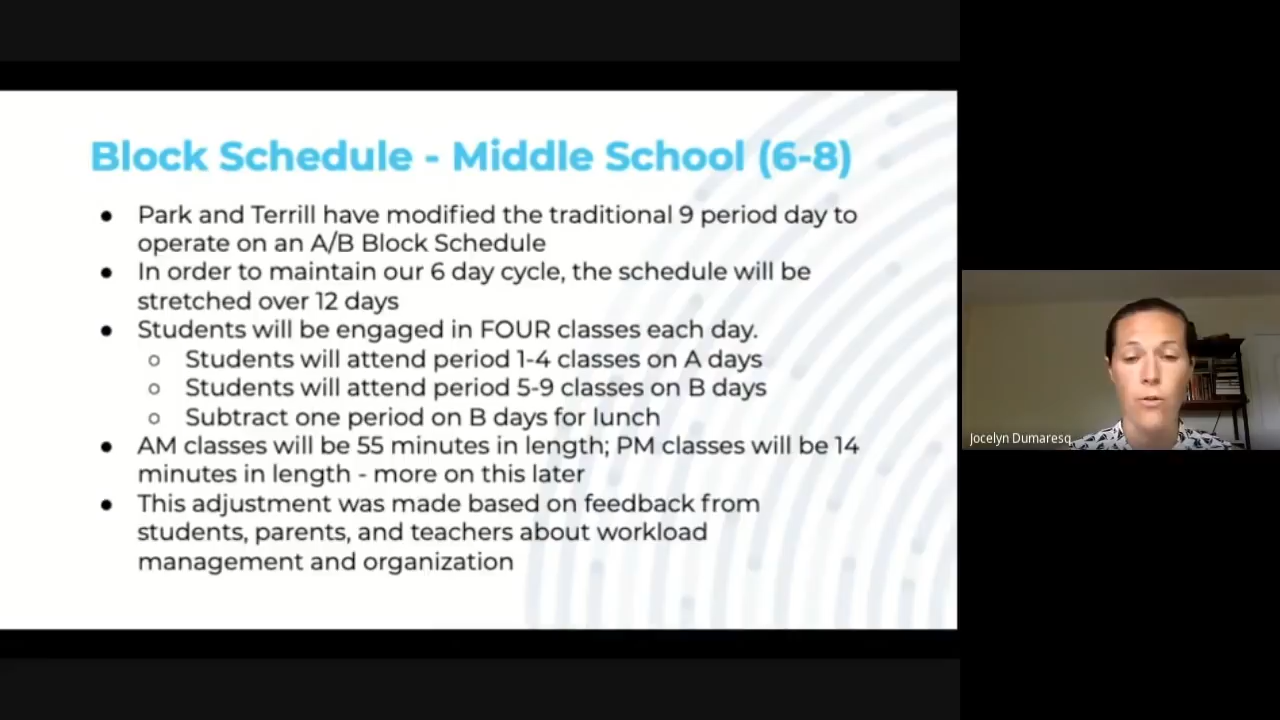 Block Schedule - Middle School (6-8)
● Park and Terrill have modified the traditional 9 period day to
operate on an A/B Block Schedule
● In order to maintain our 6 day cycle, the schedule will be
stretched over 12 days
● Students will be engaged in FOUR classes each day.
○ Students will attend period 1-4 classes on A days
○ Students will attend period 5-9 classes on B days
○ Subtract one period on B days for lunch
● AM classes will be 55 minutes in length; PM classes will be 14
minutes in length - more on this later
● This adjustment was made based on feedback from
students, parents, and teachers about workload
management and organization
Jocelyn Dumaresq